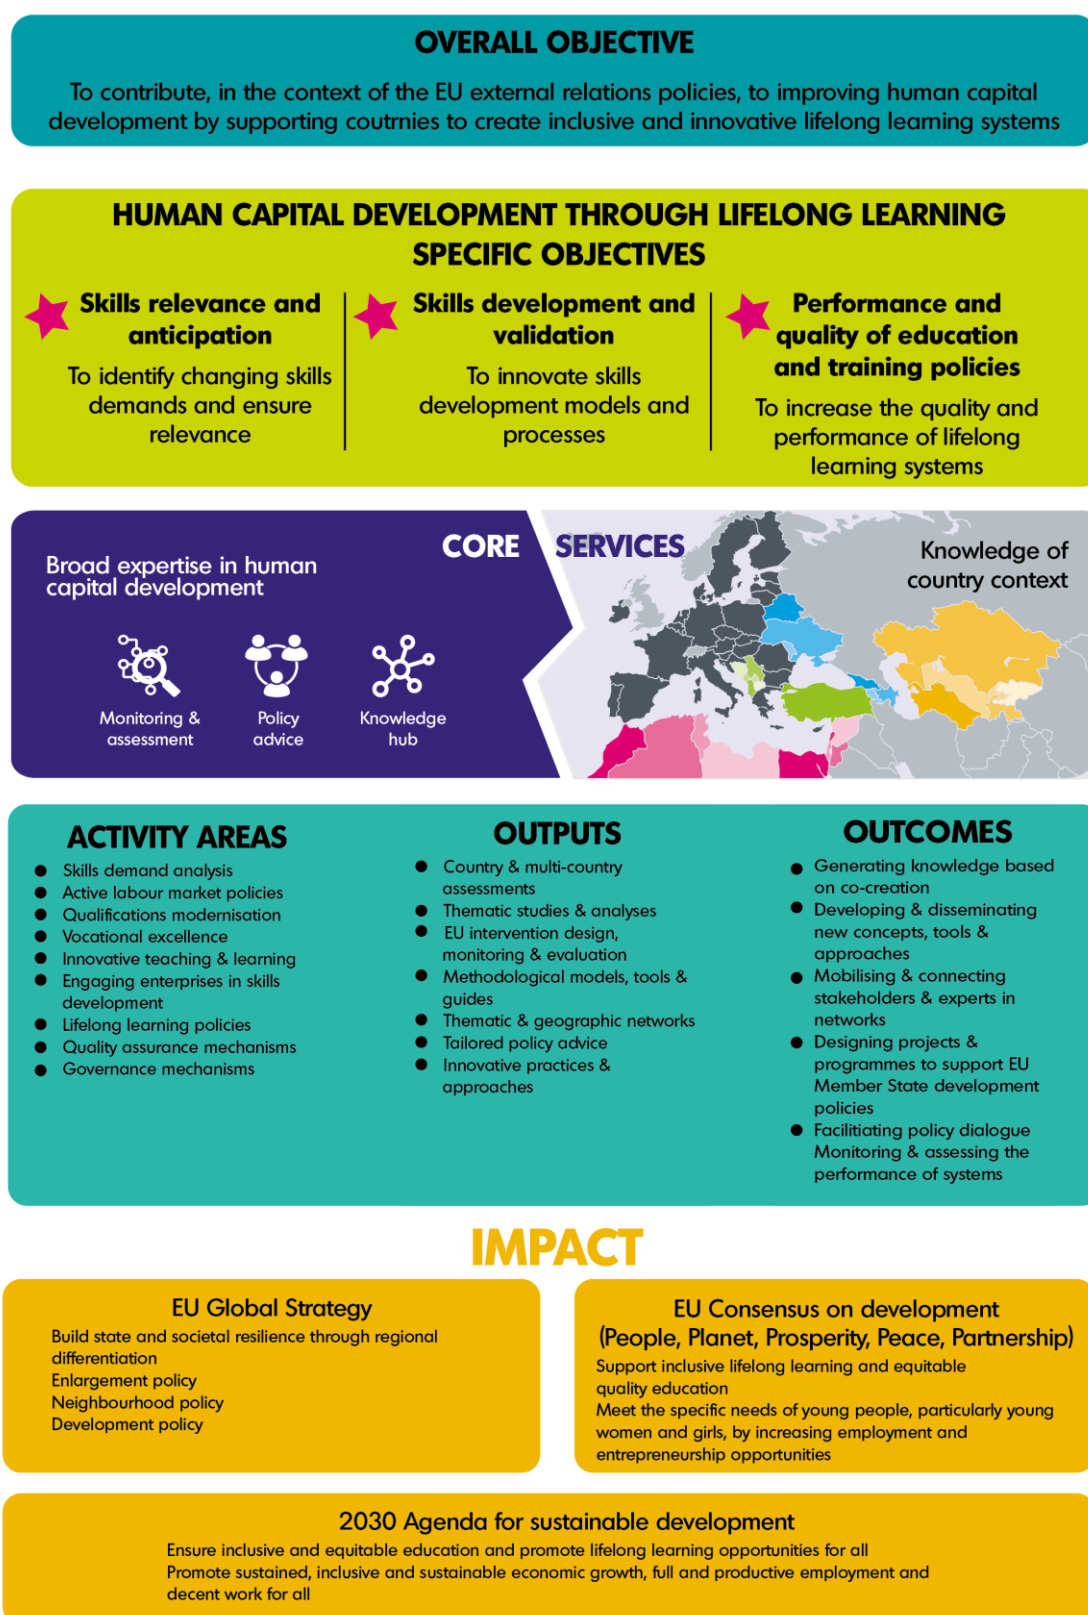 OVERALL OBJECTIVE
To contribute, in the context of the EU external relations policies, to improving human capital
development by supporting coutrnies to create inclusive and innovative lifelong learning systems
HUMAN CAPITAL DEVELOPMENT THROUGH LIFELONG LEARNING
SPECIFIC OBJECTIVES
Skills relevance and
anticipation
To identify changing skills
demands and ensure
relevance
Skills development and
validation
To innovate skills
development models and
processes
Performance and
quality of education
and training policies
To increase the quality and
performance of lifelong
learning systems
CORE SERVICES
Broad expertise in human
capital development
Monitoring &
assessment
Policy
advice
Knowledge
hub
Knowledge of
country context
ACTIVITY AREAS
Skills demand analysis
Active labour market policies
Qualifications modernisation
Vocational excellence
Innovative teaching & learning
Engaging enterprises in skills
development
Lifelong learning policies
Quality assurance mechanisms
Governance mechanisms
OUTPUTS
Country & multi-country
assessments
Thematic studies & analyses
EU intervention design,
monitoring & evaluation
Methodological models, tools &
guides
Thematic & geographic networks
Tailored policy advice
Innovative practices &
approaches
OUTCOMES
Generating knowledge based
on co-creation
Developing & disseminating
new concepts, tools &
approaches
Mobilising & connecting
stakeholders & experts in
networks
Designing projects &
programmes to support EU
Member State development
policies
Facilitiating policy dialogue
Monitoring & assessing the
performance of systems
IMPACT
EU Global Strategy
Build state and societal resilience through regional
differentiation
Enlargement policy
Neighbourhood policy
Development policy
EU Consensus on development
(People, Planet, Prosperity, Peace, Partnership)
Support inclusive lifelong learning and equitable
quality education
Meet the specific needs of young people, particularly young
women and girls, by increasing employment and
entrepreneurship opportunities
2030 Agenda for sustainable development
Ensure inclusive and equitable education and promote lifelong learning opportunities for all
Promote sustained, inclusive and sustainable economic growth, full and productive employment and
decent work for all